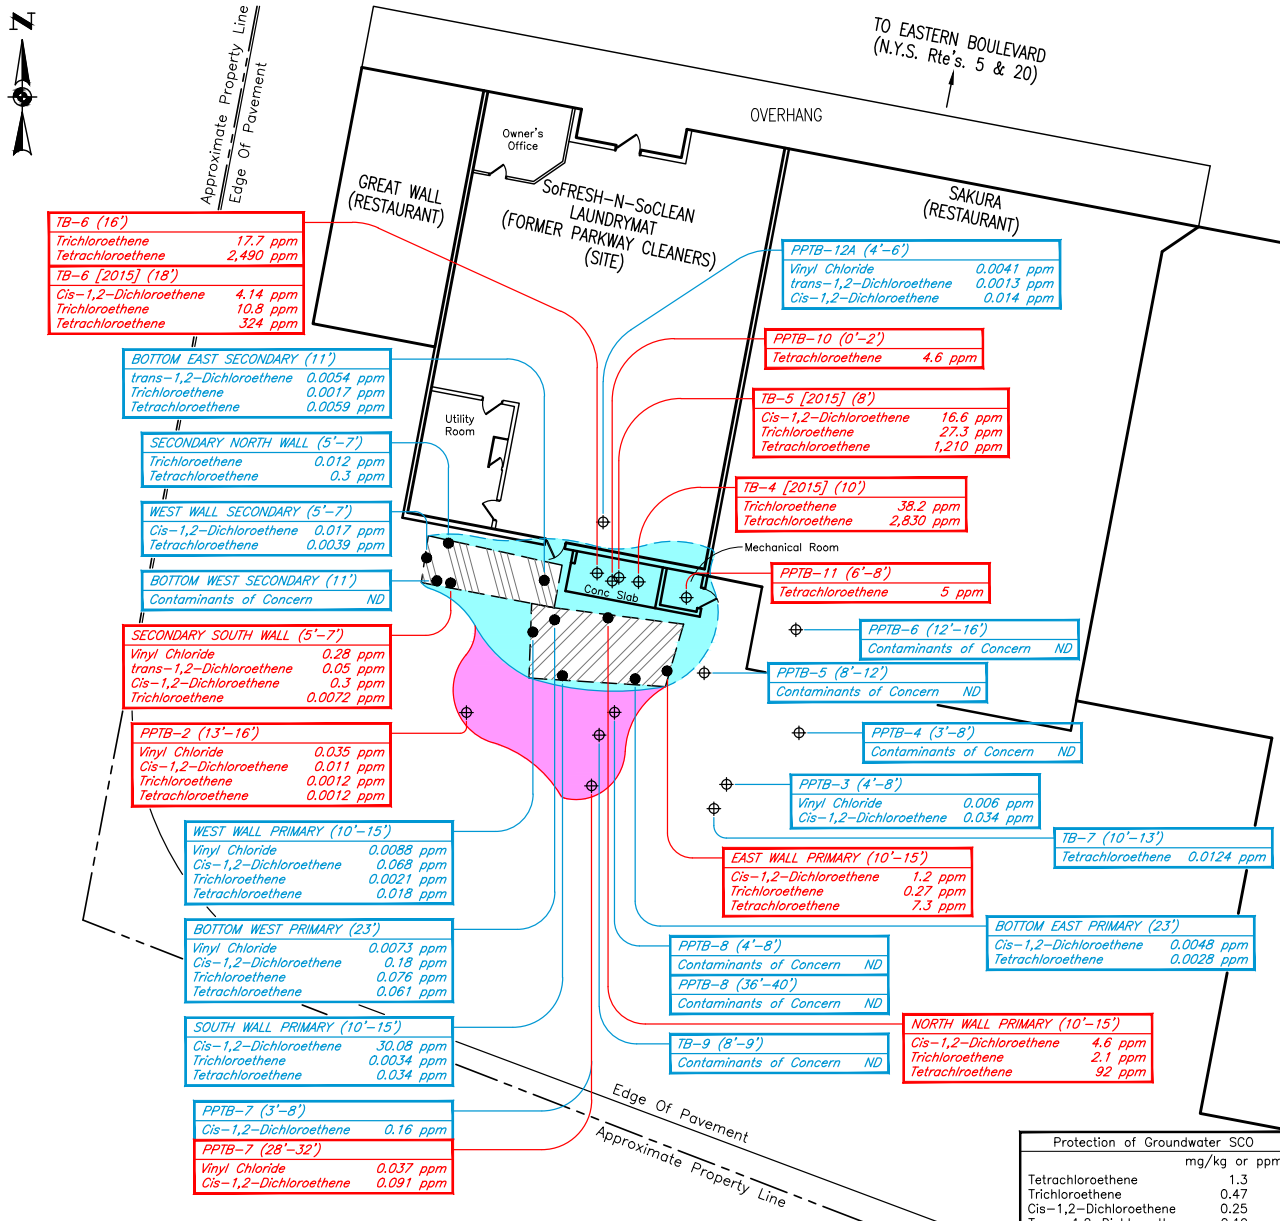 N
TO EASTERN BOULEVARD
(N.Y.S. Rte's. 5 & 20)
OVERHANG
Approximate Property Line
Edge Of Pavement
Owner's
Office
GREAT WALL
(RESTAURANT)
SoFRESH-N-SoCLEAN
LAUNDRYMAT
(FORMER PARKWAY CLEANERS)
(SITE)
SAKURA
(RESTAURANT)
TB-6 (16')
Trichloroethene 17.7 ppm
Tetrachloroethene 2,490 ppm
TB-6 [2015] (18')
Cis-1,2-Dichloroethene 4.14 ppm
Trichloroethene 10.8 ppm
Tetrachloroethene 324 ppm
PPTB-12A (4'-6')
Vinyl Chloride 0.0041 ppm
trans-1,2-Dichloroethene 0.0013 ppm
Cis-1,2-Dichloroethene 0.014 ppm
PPTB-10 (0'-2')
Tetrachloroethene 4.6 ppm
BOTTOM EAST SECONDARY (11')
trans-1,2-Dichloroethene 0.0054 ppm
Trichloroethene 0.0017 ppm
Tetrachloroethene 0.0059 ppm
TB-5 [2015] (8')
Cis-1,2-Dichloroethene 16.6 ppm
Trichloroethene 27.3 ppm
Tetrachloroethene 1,210 ppm
Utility
Room
SECONDARY NORTH WALL (5'-7')
Trichloroethene 0.012 ppm
Tetrachloroethene 0.3 ppm
TB-4 [2015] (10')
Trichloroethene 38.2 ppm
Tetrachloroethene 2,830 ppm
WEST WALL SECONDARY (5'-7')
Cis-1,2-Dichloroethene 0.017 ppm
Tetrachloroethene 0.0039 ppm
Mechanical Room
BOTTOM WEST SECONDARY (11')
Contaminants of Concern ND
PPTB-11 (6'-8')
Tetrachloroethene 5 ppm
Conc Slab
SECONDARY SOUTH WALL (5'-7')
Vinyl Chloride 0.28 ppm
trans-1,2-Dichloroethene 0.05 ppm
Cis-1,2-Dichloroethene 0.3 ppm
Trichloroethene 0.0072 ppm
PPTB-6 (12'-16')
Contaminants of Concern ND
PPTB-5 (8'-12')
Contaminants of Concern ND
PPTB-2 (13'-16')
Vinyl Chloride 0.035 ppm
Cis-1,2-Dichloroethene 0.011 ppm
Trichloroethene 0.0012 ppm
Tetrachloroethene 0.0012 ppm
PPTB-4 (3'-8')
Contaminants of Concern ND
PPTB-3 (4'-8')
Vinyl Chloride 0.006 ppm
Cis-1,2-Dichloroethene 0.034 ppm
WEST WALL PRIMARY (10'-15')
Vinyl Chloride 0.0088 ppm
Cis-1,2-Dichloroethene 0.068 ppm
Trichloroethene 0.0021 ppm
Tetrachloroethene 0.018 ppm
TB-7 (10'-13')
Tetrachloroethene 0.0124 ppm
EAST WALL PRIMARY (10'-15')
Cis-1,2-Dichloroethene 1.2 ppm
Trichloroethene 0.27 ppm
Tetrachloroethene 7.3 ppm
BOTTOM WEST PRIMARY (23')
Vinyl Chloride 0.0073 ppm
Cis-1,2-Dichloroethene 0.18 ppm
Trichloroethene 0.076 ppm
Tetrachloroethene 0.061 ppm
BOTTOM EAST PRIMARY (23')
Cis-1,2-Dichloroethene 0.0048 ppm
Tetrachloroethene 0.0028 ppm
PPTB-8 (4'-8')
Contaminants of Concern ND
PPTB-8 (36'-40')
Contaminants of Concern ND
SOUTH WALL PRIMARY (10'-15')
Cis-1,2-Dichloroethene 30.08 ppm
Trichloroethene 0.0034 ppm
Tetrachloroethene 0.034 ppm
NORTH WALL PRIMARY (10'-15')
Cis-1,2-Dichloroethene 4.6 ppm
Trichloroethene 2.1 ppm
Tetrachlroethene 92 ppm
TB-9 (8'-9')
Contaminants of Concern ND
PPTB-7 (3'-8')
Cis-1,2-Dichloroethene 0.16 ppm
PPTB-7 (28'-32')
Vinyl Chloride 0.037 ppm
Cis-1,2-Dichloroethene 0.091 ppm
Edge Of Pavement
Approximate Property Line
Protection of Groundwater SCO
mg/kg or ppm
Tetrachloroethene 1.3
Trichloroethene 0.47
Cis-1,2-Dichloroethene 0.25